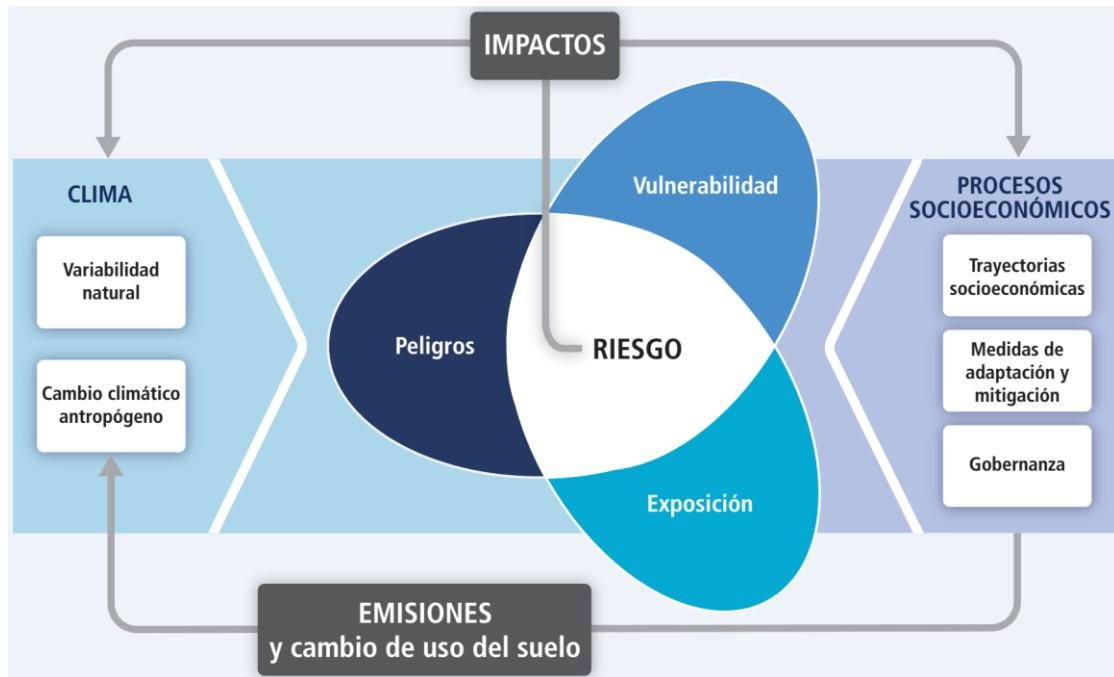 IMPACTOS
CLIMA
Variabilidad
natural
Cambio climático
antropógeno
Vulnerabilidad
Peligros
RIESGO
Exposición
PROCESOS
SOCIOECONÓMICOS
Trayectorias
socioeconómicas
Medidas de
adaptación y
mitigación
Gobernanza
EMISIONES
y cambio de uso del suelo